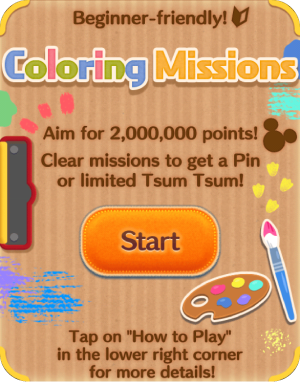 Beginner-friendly!
Coloring Missions
Aim for 2,000,000 points!
Clear missions to get a Pin
or limited Tsum Tsum!
Start
Tap on "How to Play"
in the lower right corner
for more details!